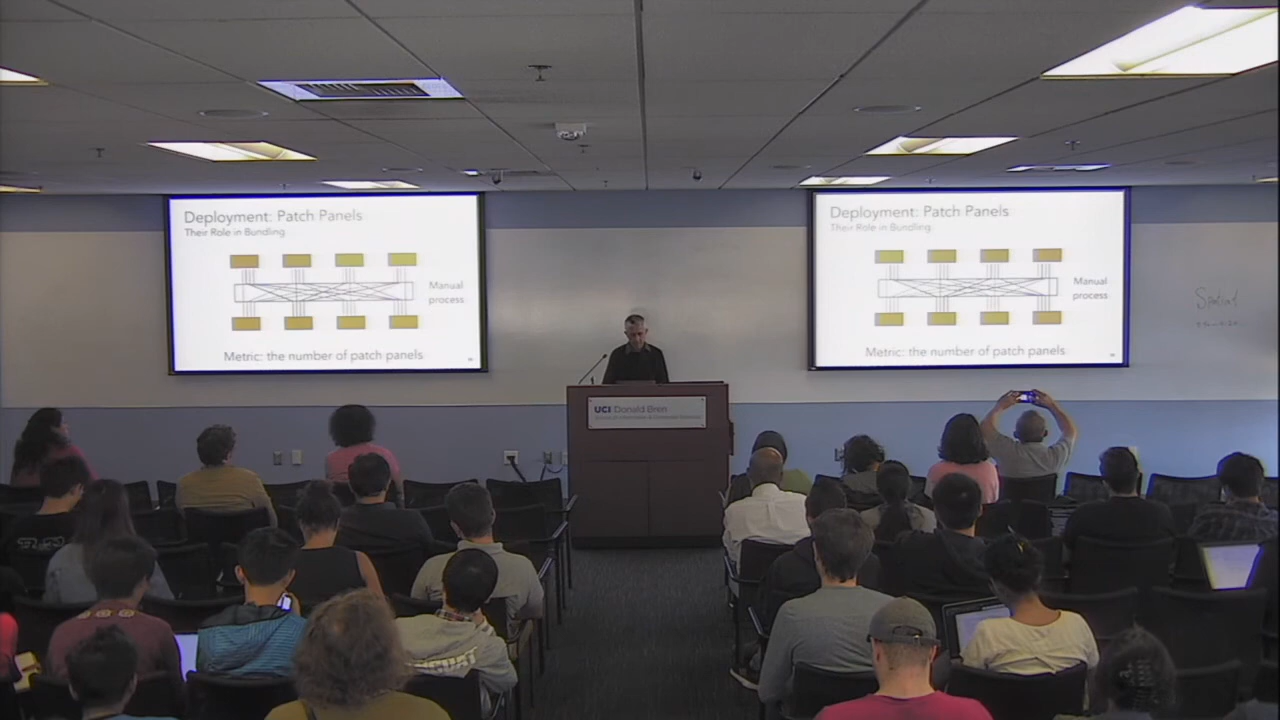 Deployment: Patch Panels
Their Role in Bundling
Manual
process
Metric: the number of patch panels
Deployment: Patch Panels
Their Role in Bundling
Manual
process
Metric: the number of patch panels
UCI Donald Bren